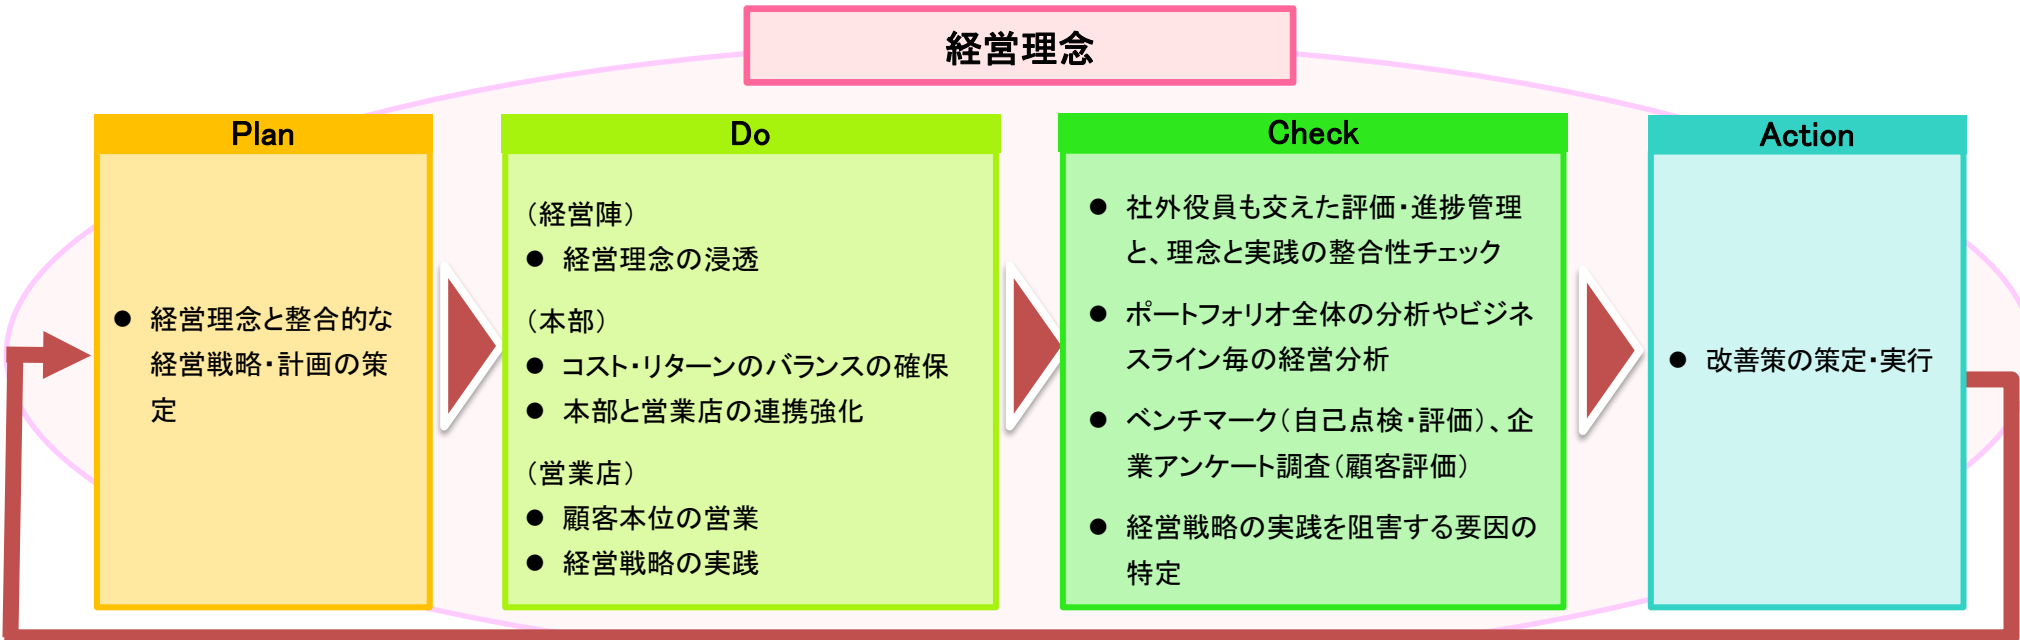 経営理念
Plan
● 経営理念と整合的な
経営戦略・計画の策
定
Do
（経営陣）
● 経営理念の浸透
（本部）
● コスト・リターンのバランスの確保
● 本部と営業店の連携強化
（営業店）
● 顧客本位の営業
● 経営戦略の実践
Check
● 社外役員も交えた評価・進捗管理
と、理念と実践の整合性チェック
● ポートフォリオ全体の分析やビジネ
スライン毎の経営分析
● ベンチマーク（自己点検・評価）、企
業アンケート調査（顧客評価）
● 経営戦略の実践を阻害する要因の
特定
Action
● 改善策の策定・実行